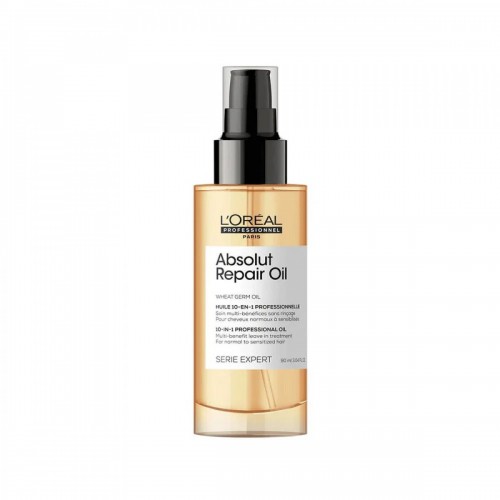 L'ORÉAL
PROFESSIONNEL
PARIS
Absolut
Repair Oil
WHEAT GERM OIL
HUILE 10-EN-1 PROFESSIONNELLE
Soin multi-bénéfices sans rinçage
Pour cheveux normaux à sensibilisés
10-IN-1 PROFESSIONAL OIL
Multi-benefit leave in treatment
For normal to sensitized hair
SERIE EXPERT